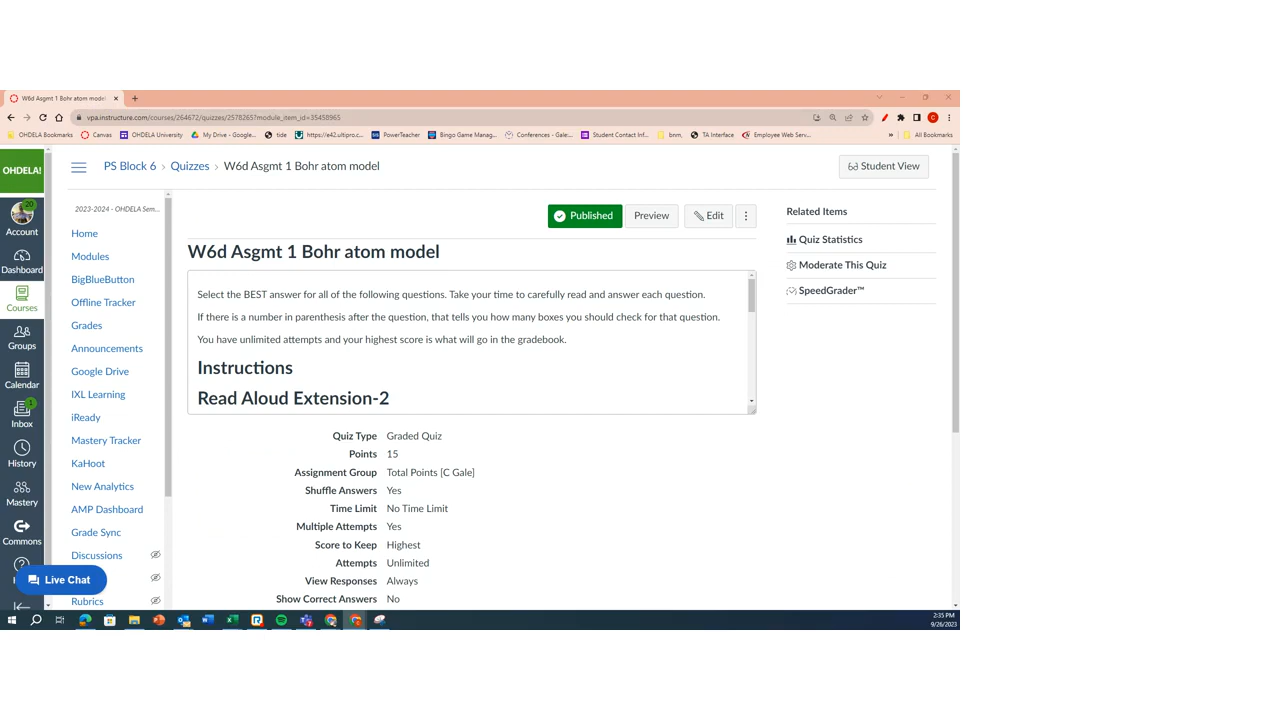 W6d Asgmt 1 Bohr atom model
vpa.instructure.com/courses/264672/quizzes/2578265?module_item_id=35458965
OHDELA Bookmarks Canvas OHDELA University My Drive - Google... tide https://e42.ultipro.c... PowerTeacher Bingo Game Manag... Conferences - Gale... Student Contact Inf... bnm, TA Interface Employee Web Serv... » All Bookmarks
OHDELA!
PS Block 6 › Quizzes › W6d Asgmt 1 Bohr atom model
Student View
20
Account
Dashboard
Courses
Groups
Calendar
1
Inbox
History
Mastery
Commons
Live Chat
2023-2024 - OHDELA Sem...
Home
Modules
BigBlueButton
Offline Tracker
Grades
Announcements
Google Drive
IXL Learning
iReady
Mastery Tracker
KaHoot
New Analytics
AMP Dashboard
Grade Sync
Discussions
Rubrics
Published Preview Edit
W6d Asgmt 1 Bohr atom model
Select the BEST answer for all of the following questions. Take your time to carefully read and answer each question.
If there is a number in parenthesis after the question, that tells you how many boxes you should check for that question.
You have unlimited attempts and your highest score is what will go in the gradebook.
Instructions
Read Aloud Extension-2
Quiz Type Graded Quiz
Points 15
Assignment Group Total Points [C Gale]
Shuffle Answers Yes
Time Limit No Time Limit
Multiple Attempts Yes
Score to Keep Highest
Attempts Unlimited
View Responses Always
Show Correct Answers No
Related Items
Quiz Statistics
Moderate This Quiz
SpeedGrader™
2:35 PM
9/26/2023